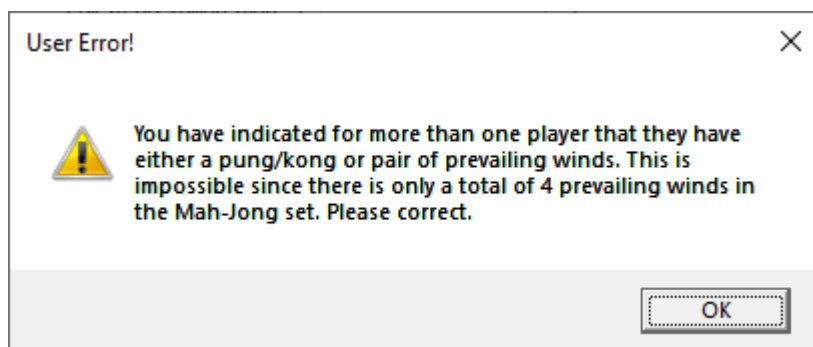 User Error!
You have indicated for more than one player that they have
either a pung/kong or pair of prevailing winds. This is
impossible since there is only a total of 4 prevailing winds in
the Mah-Jong set. Please correct.
OK